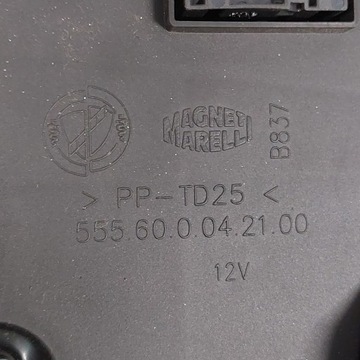 MAGNETI
MARELLI
B837
> PP-TD25 <
555.60.0.04.21.00
12V